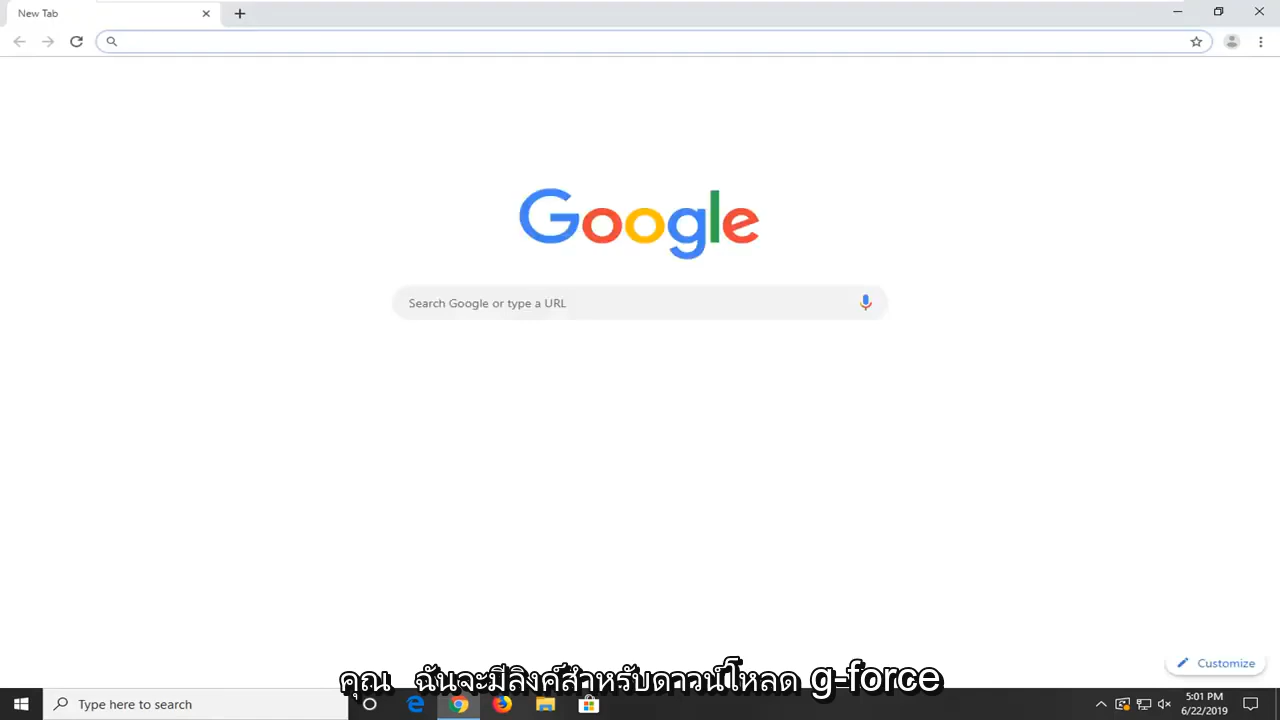 New Tab
Google
Search Google or type a URL
Customize
คุณ ฉันจะมีลิงค์สำหรับดาวน์โหลด g-force
Type here to search
5:01 PM
6/22/2019